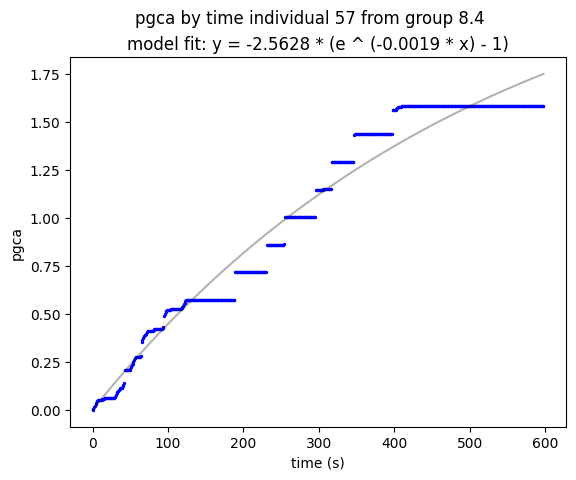 pgca by time individual 57 from group 8.4
model fit: y = -2.5628 * (e ^ (-0.0019 * x) - 1)
1.75
1.50
1.25
1.00
0.75
0.50
0.25
0.00
pgca
0 100 200 300 400 500 600
time (s)